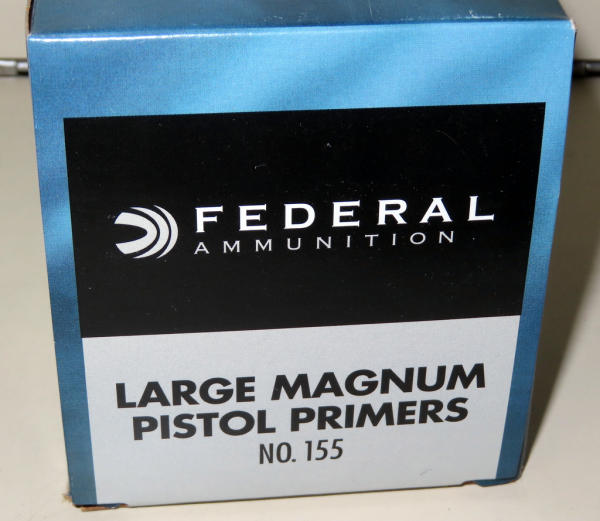 FEDERAL
AMMUNITION
LARGE MAGNUM
PISTOL PRIMERS
NO. 155